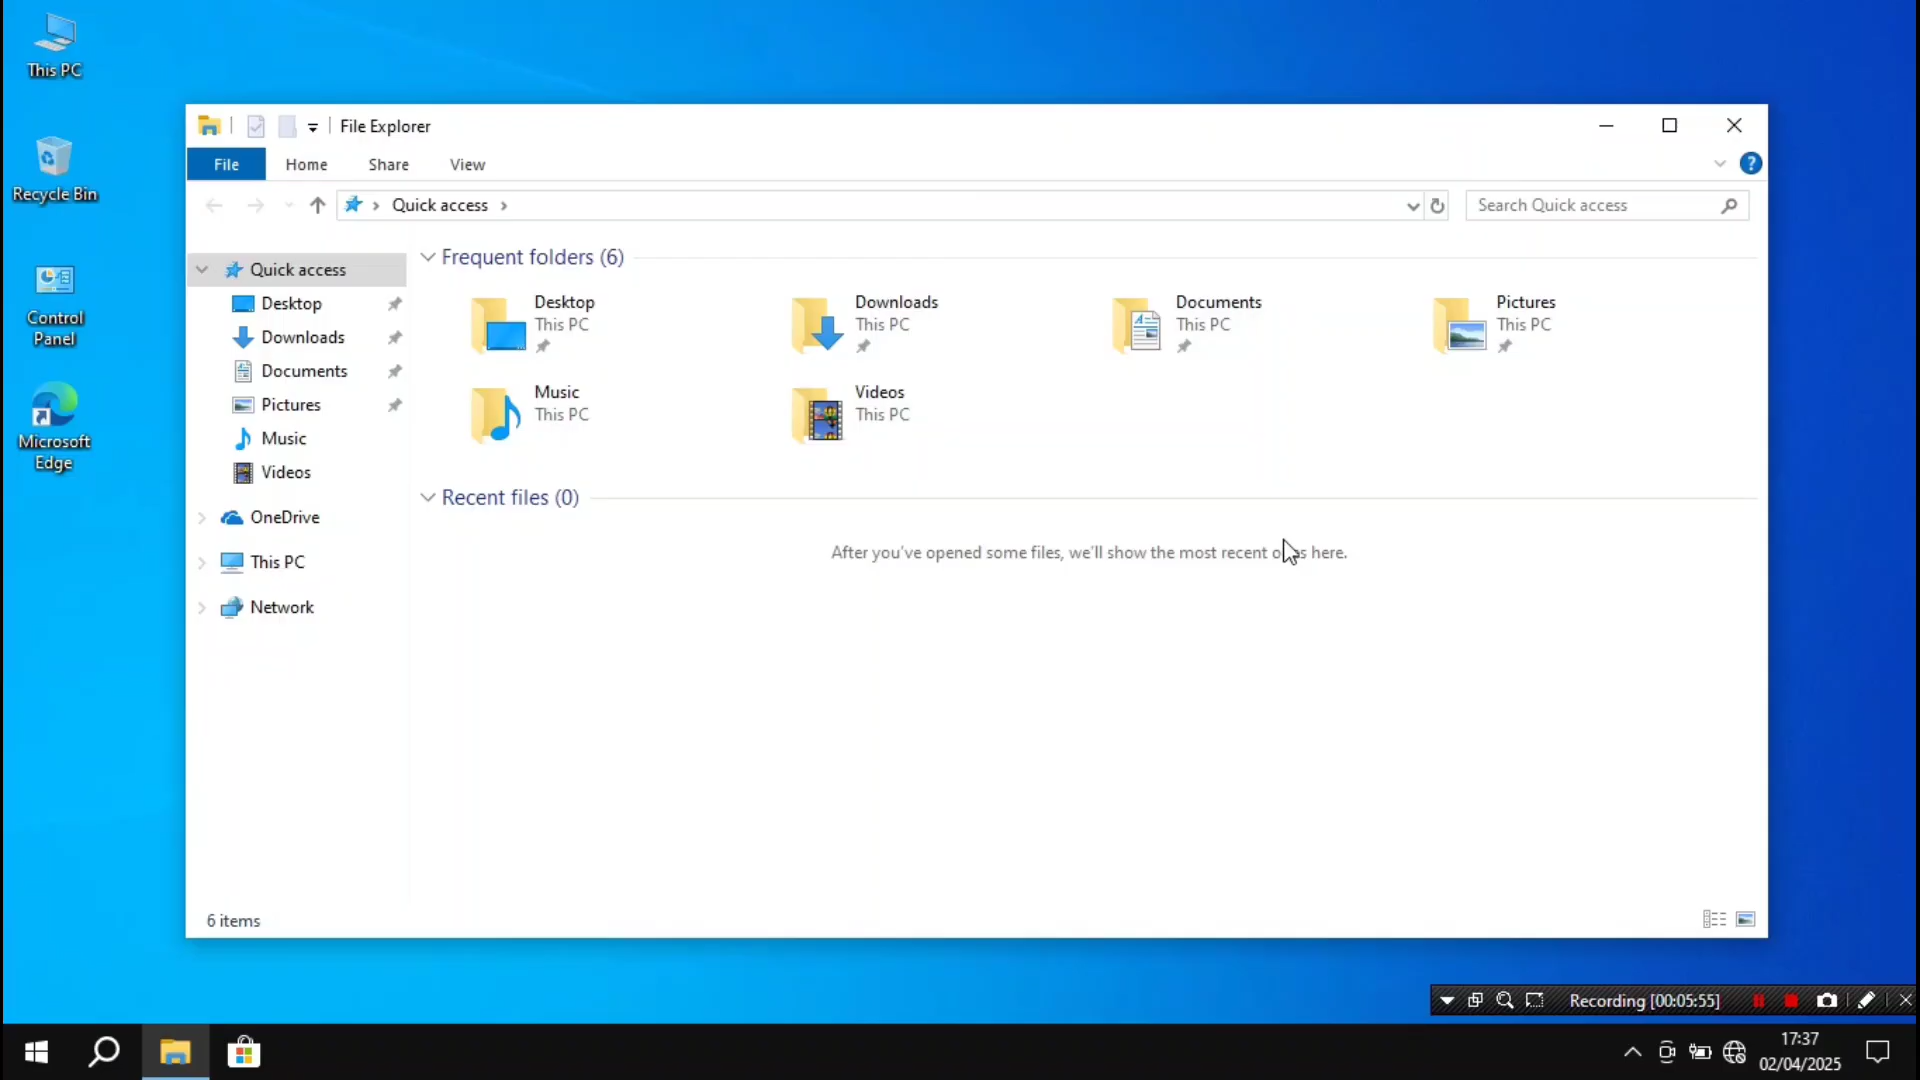 This PC
Recycle Bin
Control
Panel
Microsoft
Edge
File Explorer
File Home Share View
?
Quick access
Search Quick access
Quick access
Desktop
Downloads
Documents
Pictures
Music
Videos
OneDrive
This PC
Network
Frequent folders (6)
Desktop
This PC
Downloads
This PC
Documents
This PC
Pictures
This PC
Music
This PC
Videos
This PC
Recent files (0)
After you've opened some files, we'll show the most recent ones here.
6 items
Recording [00:05:55]
17:37
02/04/2025